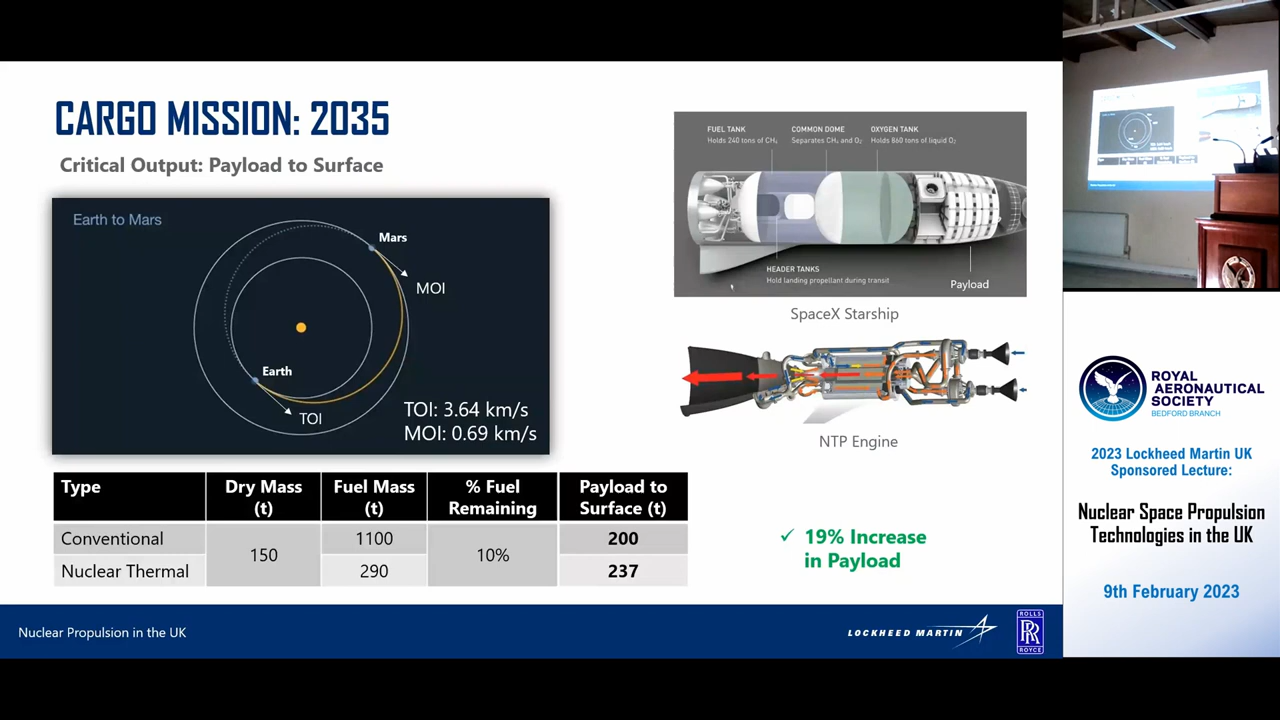 CARGO MISSION: 2035
Critical Output: Payload to Surface
Earth to Mars
Mars
MOI
Earth
TOI
TOI: 3.64 km/s
MOI: 0.69 km/s
FUEL TANK
Holds 240 tons of CH₄
COMMON DOME
Separates CH₄ and O₂
OXYGEN TANK
Holds 860 tons of liquid O₂
HEADER TANKS
Hold landing propellant during transit
Payload
SpaceX Starship
NTP Engine
Type Dry Mass (t) Fuel Mass (t) % Fuel Remaining Payload to Surface (t)
Conventional 150 1100 10% 200
Nuclear Thermal 290 237
✓ 19% Increase
in Payload
Nuclear Propulsion in the UK
LOCKHEED MARTIN
ROLLS
RR
ROYCE
ROYAL
AERONAUTICAL
SOCIETY
BEDFORD BRANCH
2023 Lockheed Martin UK
Sponsored Lecture:
Nuclear Space Propulsion
Technologies in the UK
9th February 2023